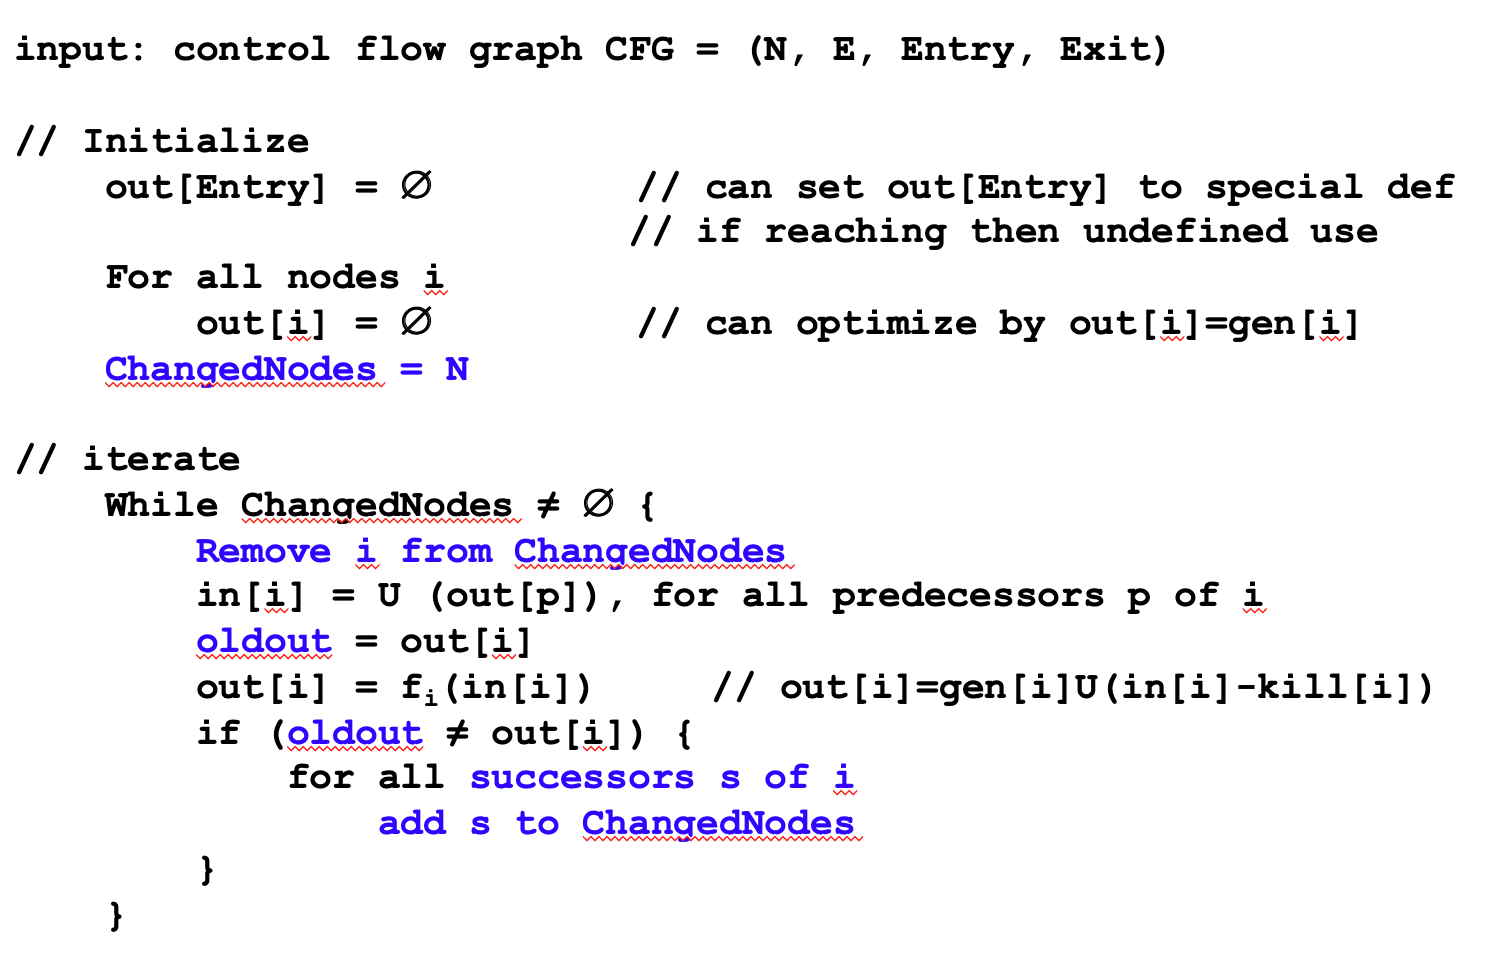 input: control flow graph CFG = (N, E, Entry, Exit)
// Initialize
out[Entry] = ∅ // can set out[Entry] to special def
// if reaching then undefined use
For all nodes i
out[i] = ∅ // can optimize by out[i]=gen[i]
ChangedNodes = N
// iterate
While ChangedNodes ≠ ∅ {
Remove i from ChangedNodes
in[i] = U (out[p]), for all predecessors p of i
oldout = out[i]
out[i] = fᵢ(in[i]) // out[i]=gen[i]U(in[i]-kill[i])
if (oldout ≠ out[i]) {
for all successors s of i
add s to ChangedNodes
}
}